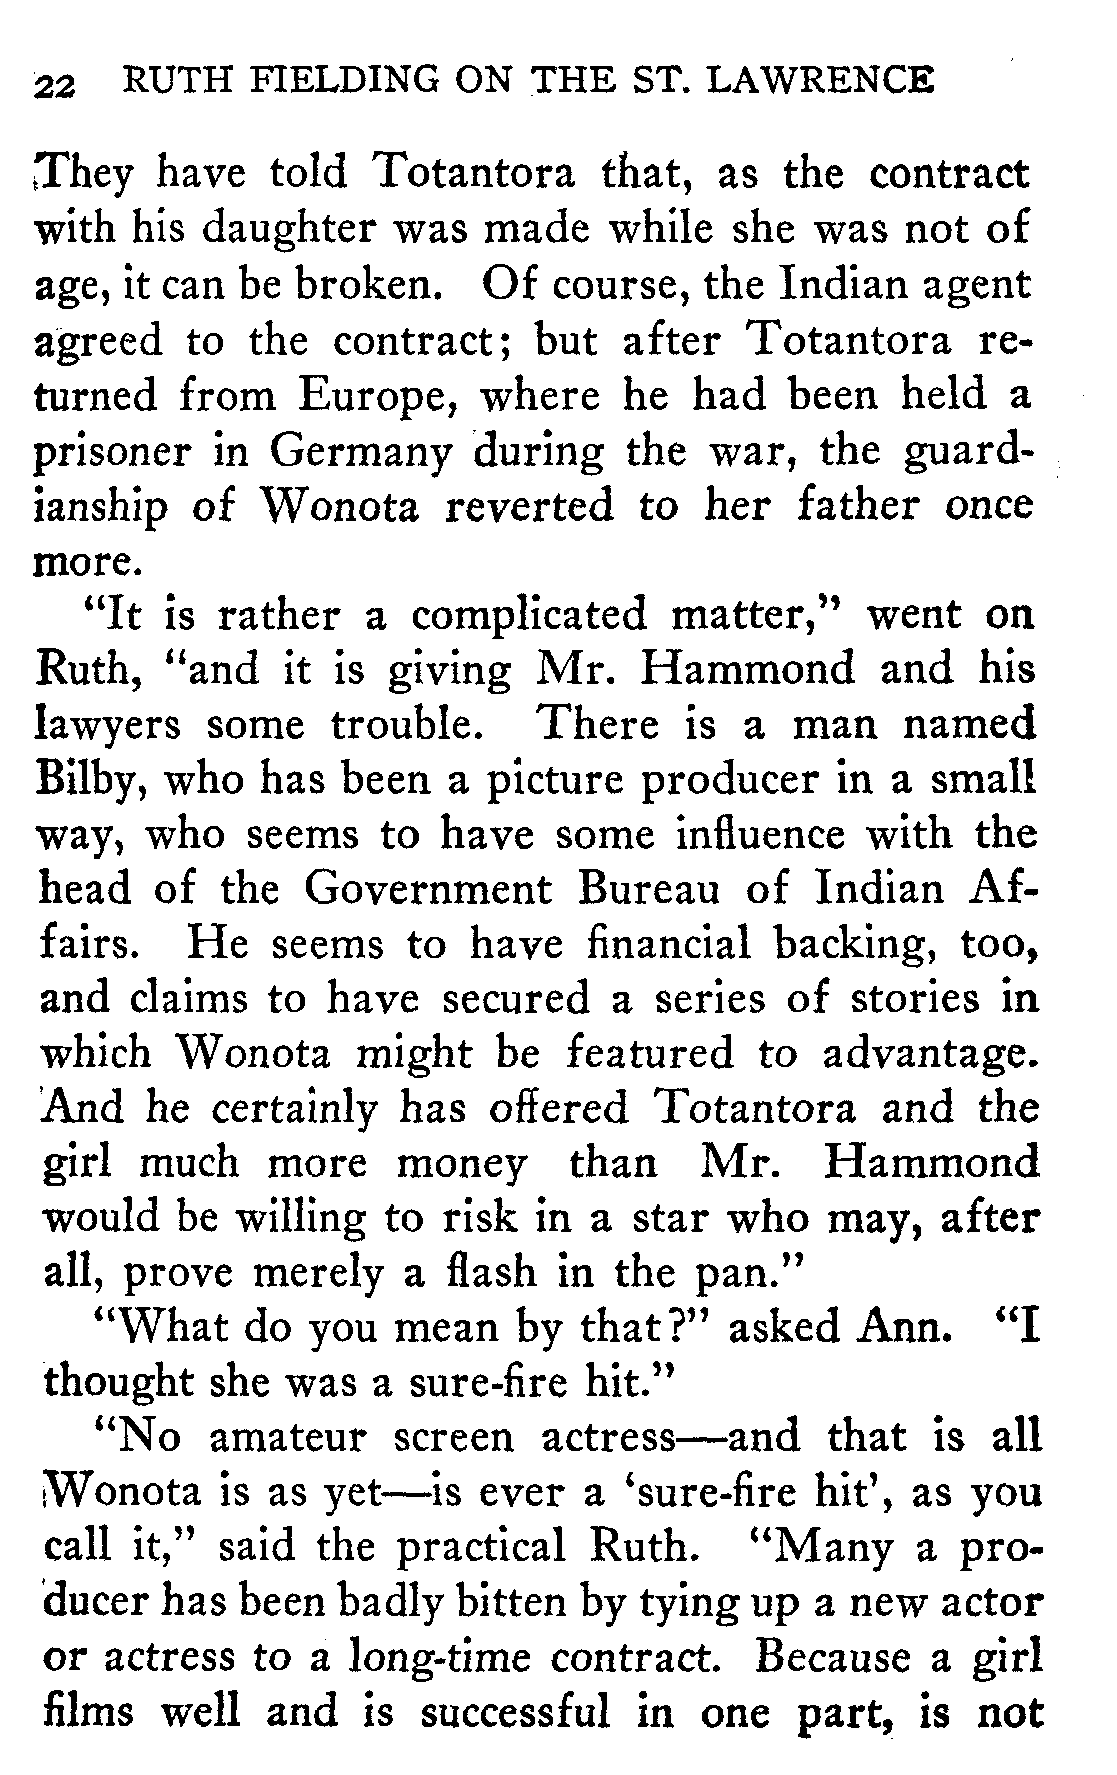 22 RUTH FIELDING ON THE ST. LAWRENCE
They have told Totantora that, as the contract
with his daughter was made while she was not of
age, it can be broken. Of course, the Indian agent
agreed to the contract; but after Totantora re-
turned from Europe, where he had been held a
prisoner in Germany during the war, the guard-
ianship of Wonota reverted to her father once
more.
"It is rather a complicated matter," went on
Ruth, "and it is giving Mr. Hammond and his
lawyers some trouble. There is a man named
Bilby, who has been a picture producer in a small
way, who seems to have some influence with the
head of the Government Bureau of Indian Af-
fairs. He seems to have financial backing, too,
and claims to have secured a series of stories in
which Wonota might be featured to advantage.
And he certainly has offered Totantora and the
girl much more money than Mr. Hammond
would be willing to risk in a star who may, after
all, prove merely a flash in the pan."
"What do you mean by that?" asked Ann. "I
thought she was a sure-fire hit."
"No amateur screen actress—and that is all
Wonota is as yet—is ever a 'sure-fire hit', as you
call it," said the practical Ruth. "Many a pro-
ducer has been badly bitten by tying up a new actor
or actress to a long-time contract. Because a girl
films well and is successful in one part, is not